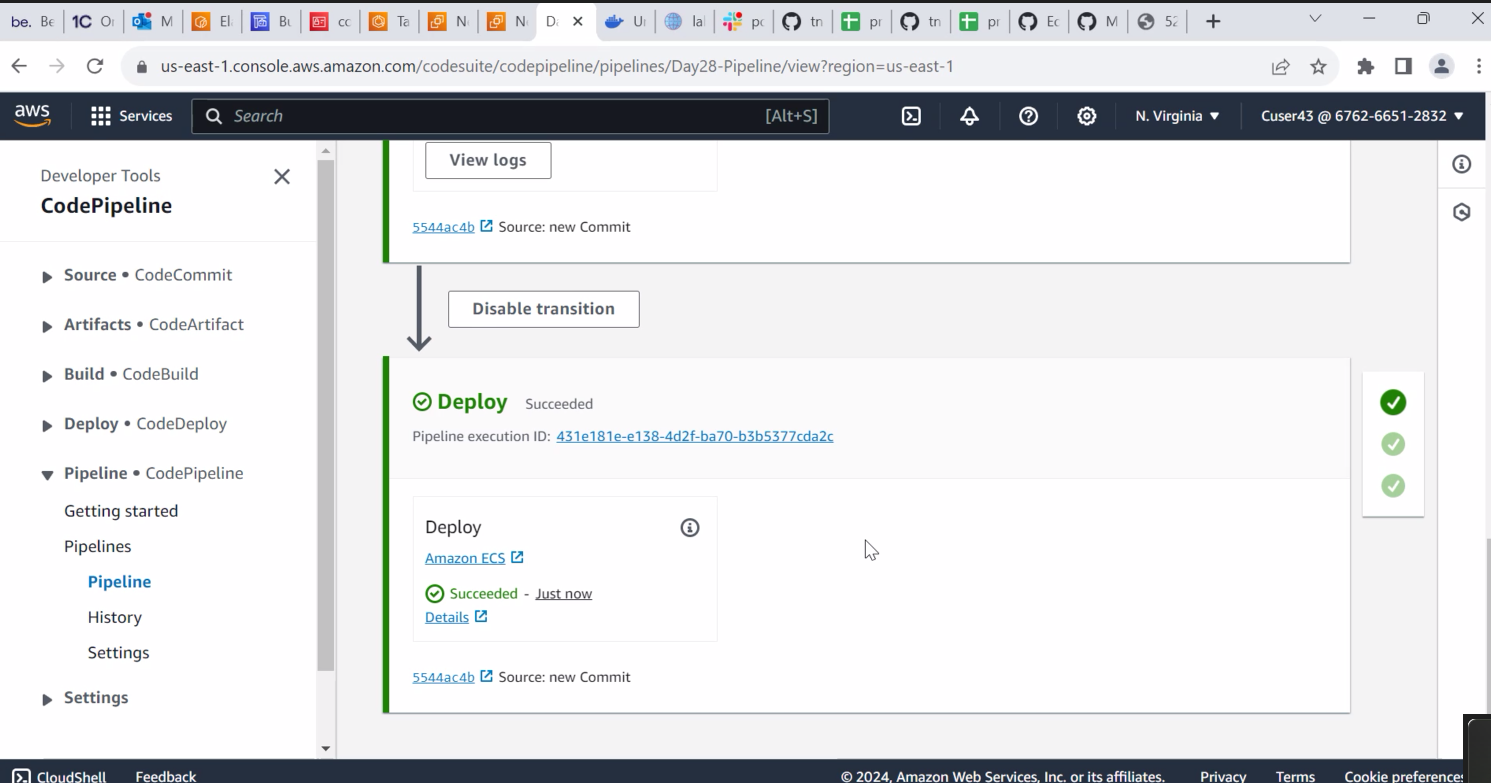 be. Be 1C Or M El Bu cc Ta No No D: Ur lal pc tn pr tn pr Ec M 52
us-east-1.console.aws.amazon.com/codesuite/codepipeline/pipelines/Day28-Pipeline/view?region=us-east-1
aws Services Search [Alt+S] N. Virginia ▼ Cuser43 @ 6762-6651-2832 ▼
Developer Tools
CodePipeline
Source • CodeCommit
Artifacts • CodeArtifact
Build • CodeBuild
Deploy • CodeDeploy
Pipeline • CodePipeline
Getting started
Pipelines
Pipeline
History
Settings
Settings
View logs
5544ac4b Source: new Commit
Disable transition
Deploy Succeeded
Pipeline execution ID: 431e181e-e138-4d2f-ba70-b3b5377cda2c
Deploy
Amazon ECS
Succeeded - Just now
Details
5544ac4b Source: new Commit
CloudShell Feedback © 2024, Amazon Web Services, Inc. or its affiliates. Privacy Terms Cookie preferences